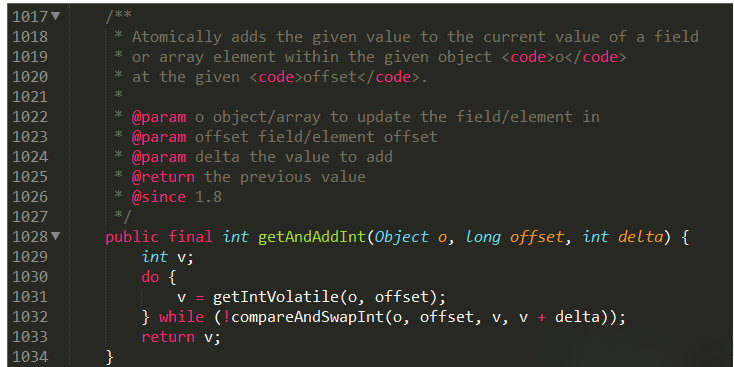 1017 /**
1018 * Atomically adds the given value to the current value of a field
1019 * or array element within the given object <code>o</code>
1020 * at the given <code>offset</code>.
1021 *
1022 * @param o object/array to update the field/element in
1023 * @param offset field/element offset
1024 * @param delta the value to add
1025 * @return the previous value
1026 * @since 1.8
1027 */
1028 public final int getAndAddInt(Object o, long offset, int delta) {
1029 int v;
1030 do {
1031 v = getIntVolatile(o, offset);
1032 } while (!compareAndSwapInt(o, offset, v, v + delta));
1033 return v;
1034 }